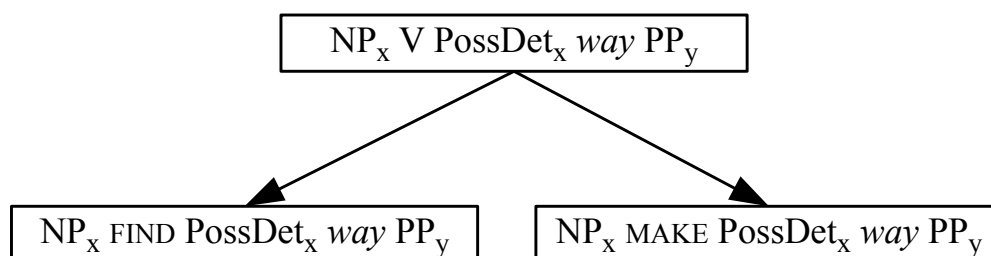 NPx V PossDetx way PPy
NPx FIND PossDetx way PPy
NPx MAKE PossDetx way PPy